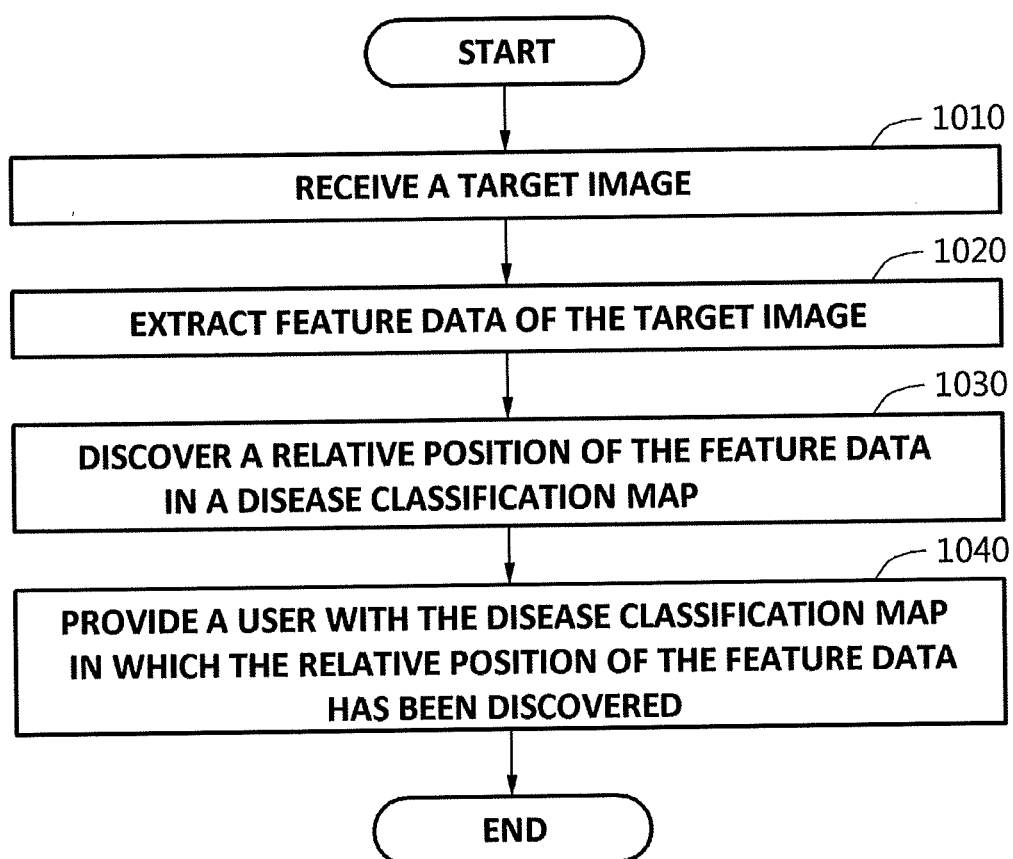 START
1010
RECEIVE A TARGET IMAGE
1020
EXTRACT FEATURE DATA OF THE TARGET IMAGE
1030
DISCOVER A RELATIVE POSITION OF THE FEATURE DATA
IN A DISEASE CLASSIFICATION MAP
1040
PROVIDE A USER WITH THE DISEASE CLASSIFICATION MAP
IN WHICH THE RELATIVE POSITION OF THE FEATURE DATA
HAS BEEN DISCOVERED
END